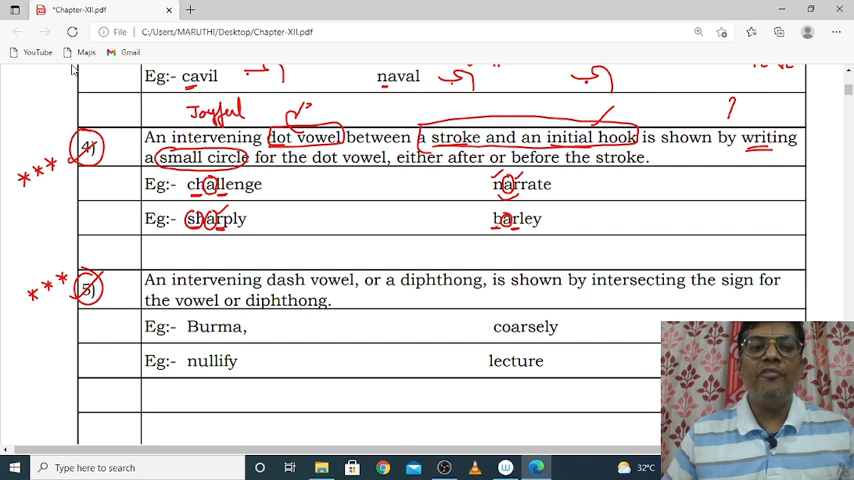 *Chapter-XII.pdf
File | C:/Users/MARUTHI/Desktop/Chapter-XII.pdf
YouTube Maps Gmail
Eg:- cavil naval
Joyful ?
*** 4) An intervening dot vowel between a stroke and an initial hook is shown by writing
a small circle for the dot vowel, either after or before the stroke.
Eg:- challenge narrate
Eg:- sharply barley
*** 5) An intervening dash vowel, or a diphthong, is shown by intersecting the sign for
the vowel or diphthong.
Eg:- Burma, coarsely
Eg:- nullify lecture
Type here to search 32°C